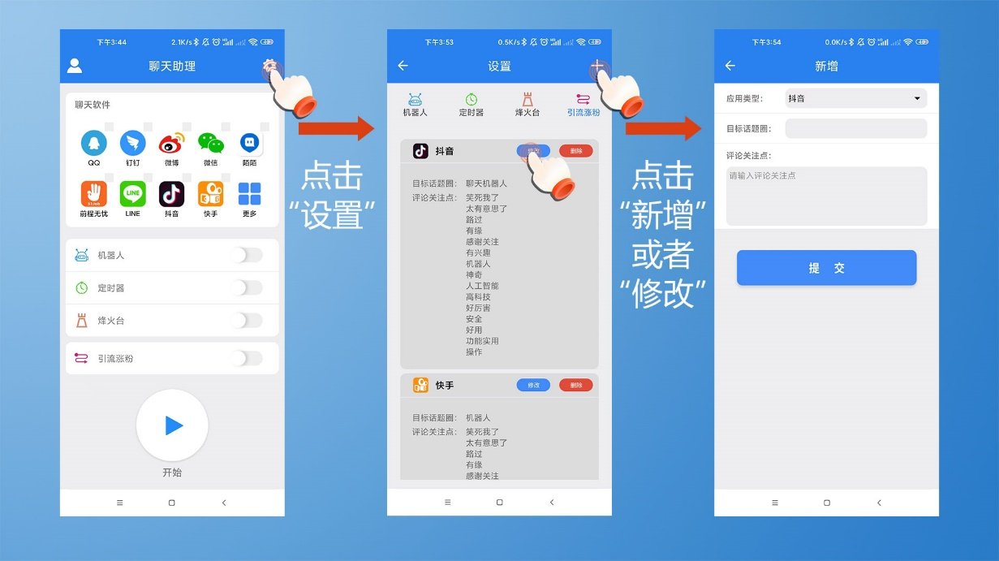 下午3:44
2.1K/s
聊天助理
聊天软件
QQ
钉钉
微博
微信
陌陌
前程无忧
LINE
抖音
快手
更多
机器人
定时器
烽火台
引流涨粉
开始
点击
“设置”
下午3:53
0.5K/s
设置
机器人
定时器
烽火台
引流涨粉
抖音
修改
删除
目标话题圈： 聊天机器人
评论关注点： 笑死我了
太有意思了
路过
有缘
感谢关注
有兴趣
机器人
神奇
人工智能
高科技
好厉害
安全
好用
功能实用
操作
快手
修改
删除
目标话题圈： 机器人
评论关注点： 笑死我了
太有意思了
路过
有缘
感谢关注
点击
“新增”
或者
“修改”
下午3:54
0.0K/s
新增
应用类型： 抖音
目标话题圈：
评论关注点：
请输入评论关注点
提 交